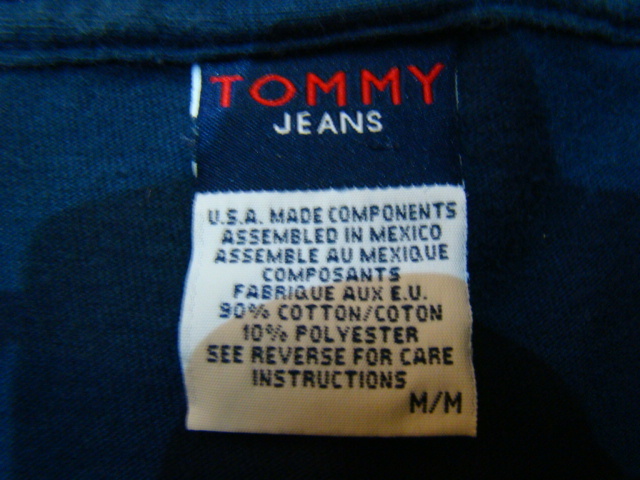 TOMMY
JEANS
U.S.A. MADE COMPONENTS
ASSEMBLED IN MEXICO
ASSEMBLE AU MEXIQUE
COMPOSANTS
FABRIQUE AUX E.U.
90% COTTON/COTON
10% POLYESTER
SEE REVERSE FOR CARE
INSTRUCTIONS
M/M